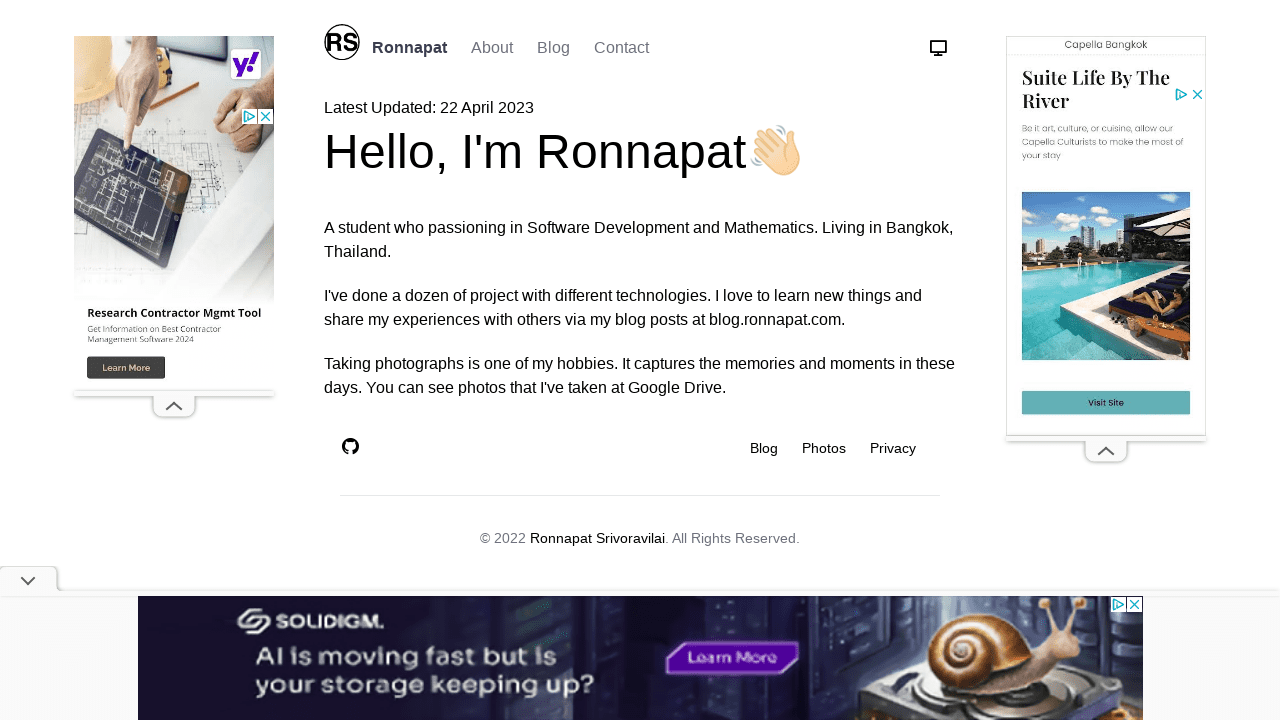 RS
Ronnapat
About
Blog
Contact
Latest Updated: 22 April 2023
Hello, I'm Ronnapat👋🏻
A student who passioning in Software Development and Mathematics. Living in Bangkok,
Thailand.
I've done a dozen of project with different technologies. I love to learn new things and
share my experiences with others via my blog posts at blog.ronnapat.com.
Taking photographs is one of my hobbies. It captures the memories and moments in these
days. You can see photos that I've taken at Google Drive.
Blog
Photos
Privacy
© 2022 Ronnapat Srivoravilai. All Rights Reserved.
y!
Research Contractor Mgmt Tool
Get Information on Best Contractor
Management Software 2024
Learn More
Capella Bangkok
Suite Life By The
River
Be it art, culture, or cuisine, allow our
Capella Culturists to make the most of
your stay
Visit Site
SOLIDIGM.
AI is moving fast but is
your storage keeping up?
Learn More